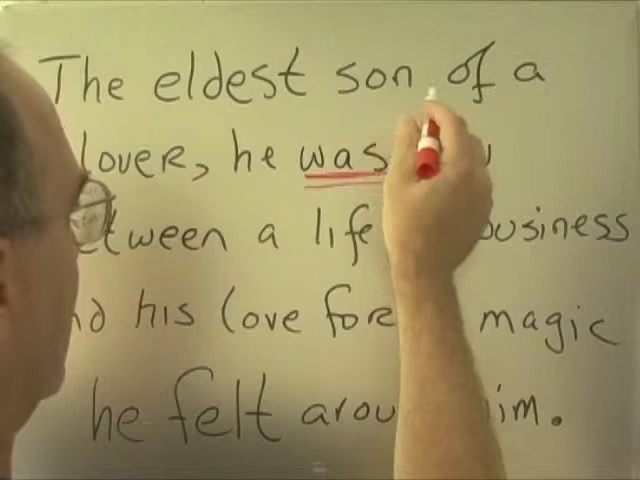 The eldest son of a
lover, he was
tween a life business
his love for magic
he felt arou im.